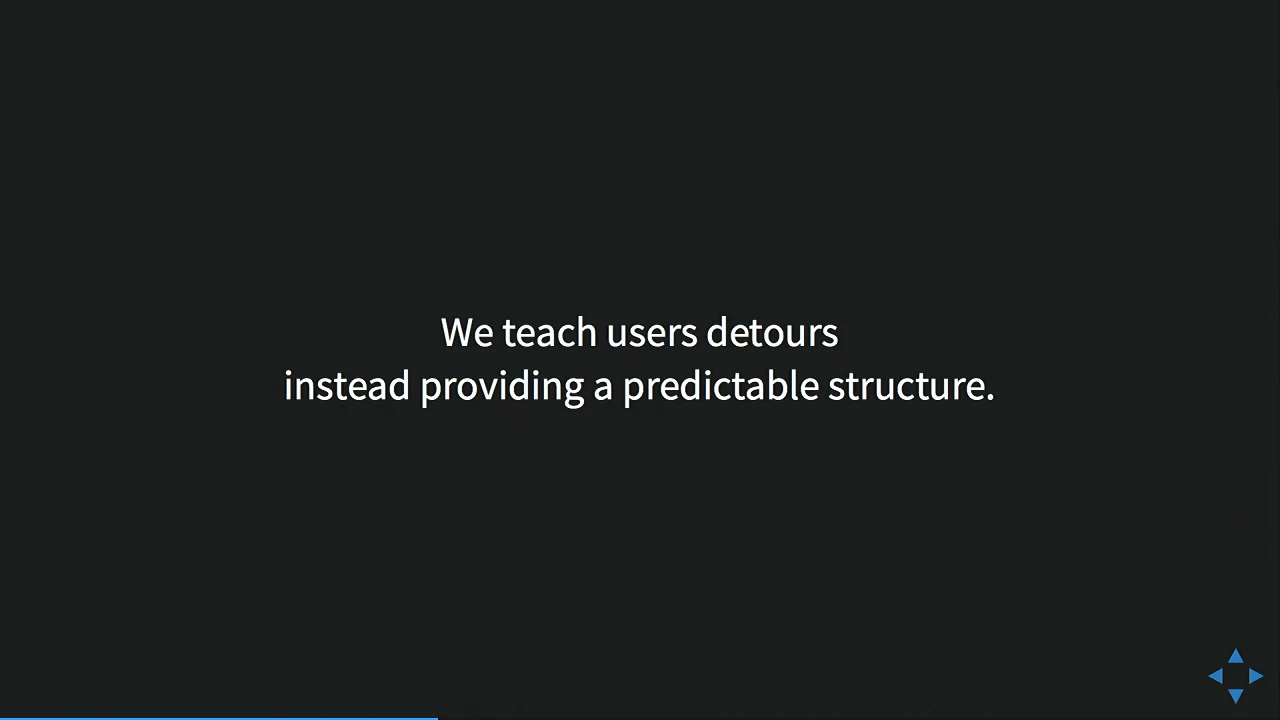 We teach users detours
instead providing a predictable structure.